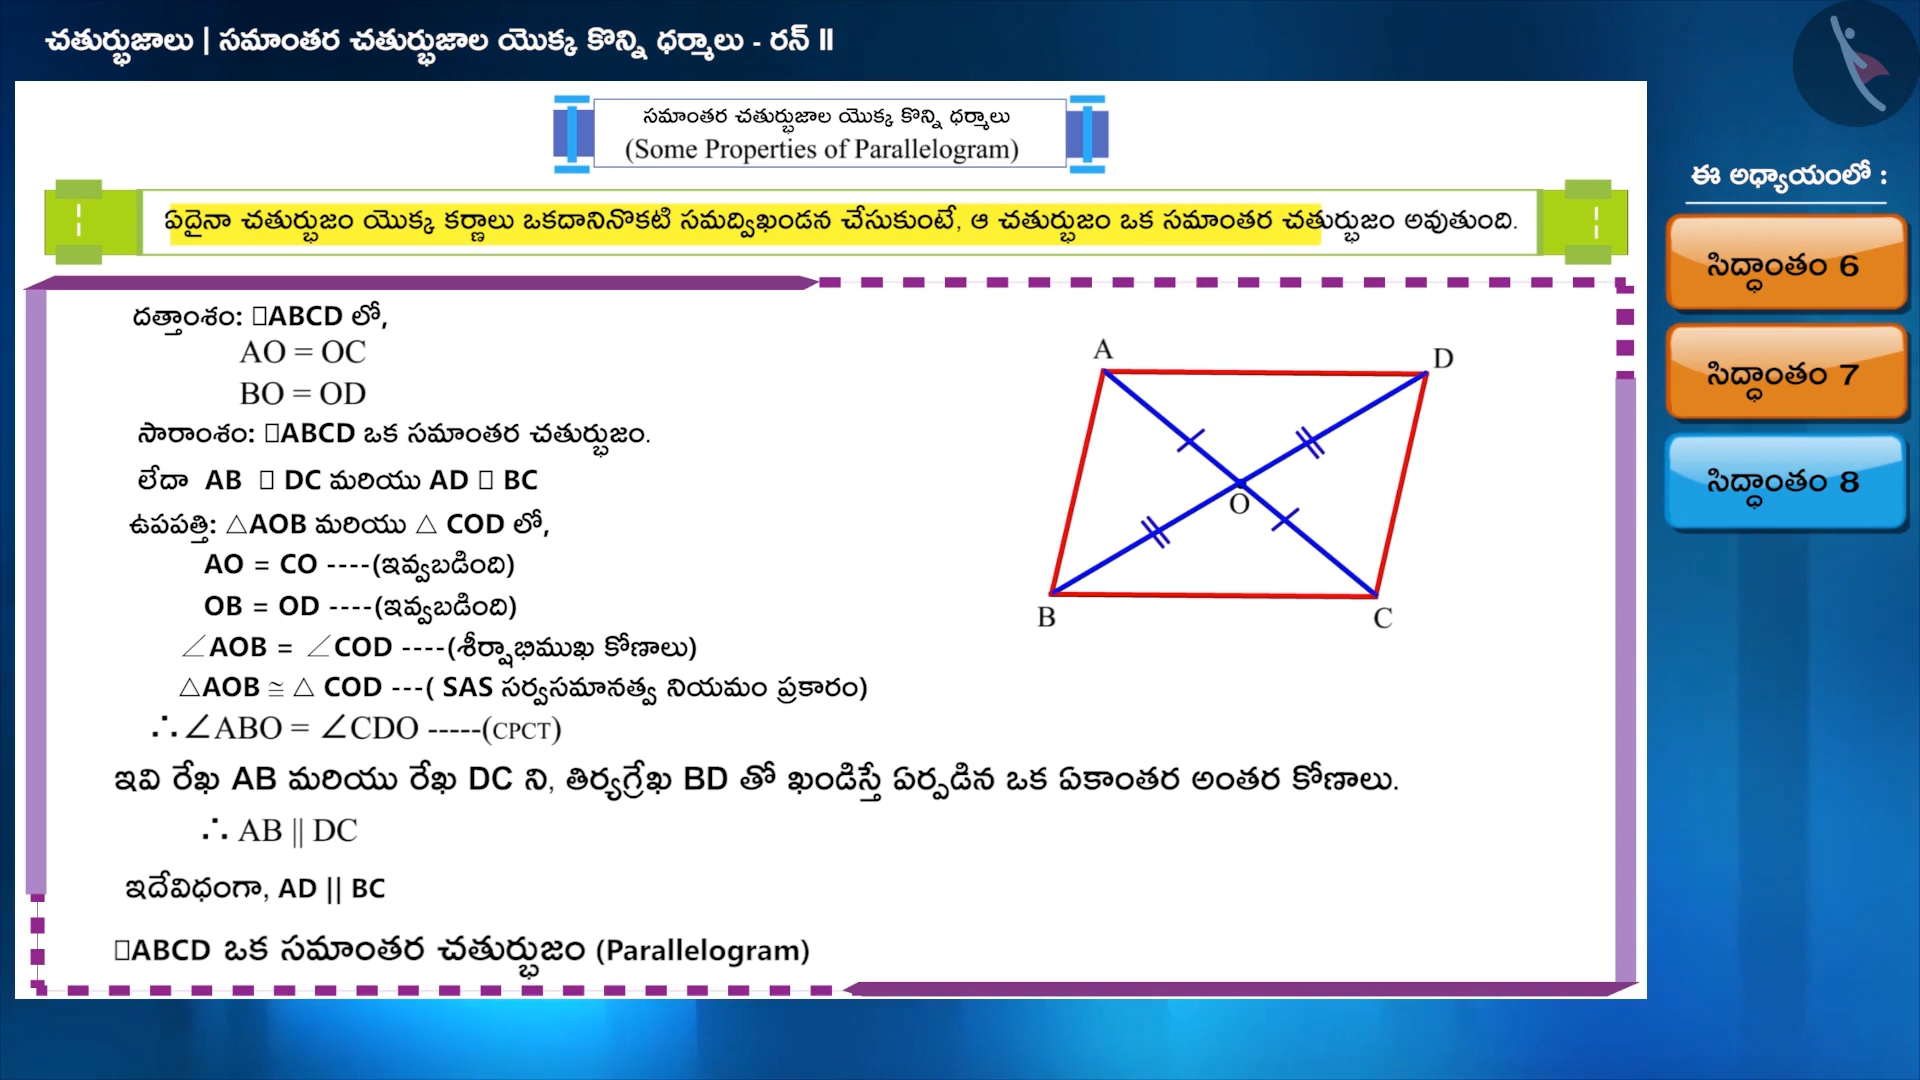 చతుర్భుజాలు | సమాంతర చతుర్భుజాల యొక్క కొన్ని ధర్మాలు - రన్ II
సమాంతర చతుర్భుజాల యొక్క కొన్ని ధర్మాలు
(Some Properties of Parallelogram)
ఏదైనా చతుర్భుజం యొక్క కర్ణాలు ఒకదానినొకటి సమద్విఖండన చేసుకుంటే, ఆ చతుర్భుజం ఒక సమాంతర చతుర్భుజం అవుతుంది.
దత్తాంశం: ▯ABCD లో,
AO = OC
BO = OD
సారాంశం: ▯ABCD ఒక సమాంతర చతుర్భుజం.
లేదా AB ▯ DC మరియు AD ▯ BC
ఉపపత్తి: △AOB మరియు △ COD లో,
AO = CO ----(ఇవ్వబడింది)
OB = OD ----(ఇవ్వబడింది)
∠AOB = ∠COD ----(శీర్షాభిముఖ కోణాలు)
△AOB ≅ △ COD ---( SAS సర్వసమానత్వ నియమం ప్రకారం)
∴ ∠ABO = ∠CDO -----(CPCT)
ఇవి రేఖ AB మరియు రేఖ DC ని, తిర్యగ్రేఖ BD తో ఖండిస్తే ఏర్పడిన ఒక ఏకాంతర అంతర కోణాలు.
∴ AB || DC
ఇదేవిధంగా, AD || BC
▯ABCD ఒక సమాంతర చతుర్భుజం (Parallelogram)
A
D
O
B
C
ఈ అధ్యాయంలో :
సిద్ధాంతం 6
సిద్ధాంతం 7
సిద్ధాంతం 8